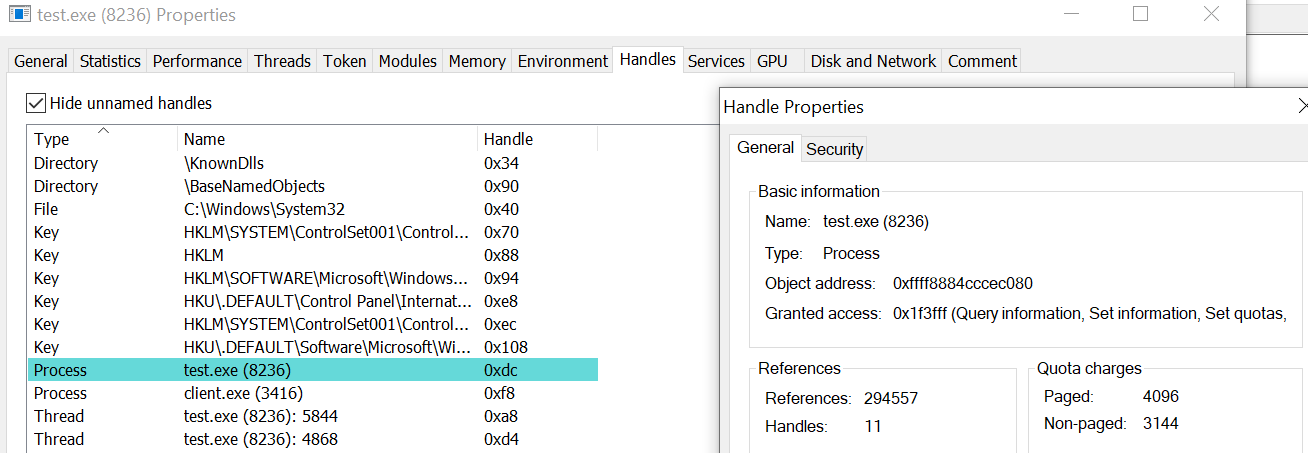 test.exe (8236) Properties
General Statistics Performance Threads Token Modules Memory Environment Handles Services GPU Disk and Network Comment
Hide unnamed handles
Type Name Handle
Directory \KnownDlls 0x34
Directory \BaseNamedObjects 0x90
File C:\Windows\System32 0x40
Key HKLM\SYSTEM\ControlSet001\Control... 0x70
Key HKLM 0x88
Key HKLM\SOFTWARE\Microsoft\Windows... 0x94
Key HKU\.DEFAULT\Control Panel\Internat... 0xe8
Key HKLM\SYSTEM\ControlSet001\Control... 0xec
Key HKU\.DEFAULT\Software\Microsoft\Wi... 0x108
Process test.exe (8236) 0xdc
Process client.exe (3416) 0xf8
Thread test.exe (8236): 5844 0xa8
Thread test.exe (8236): 4868 0xd4
Handle Properties
General Security
Basic information
Name: test.exe (8236)
Type: Process
Object address: 0xffff8884cccec080
Granted access: 0x1f3fff (Query information, Set information, Set quotas,
References
References: 294557
Handles: 11
Quota charges
Paged: 4096
Non-paged: 3144